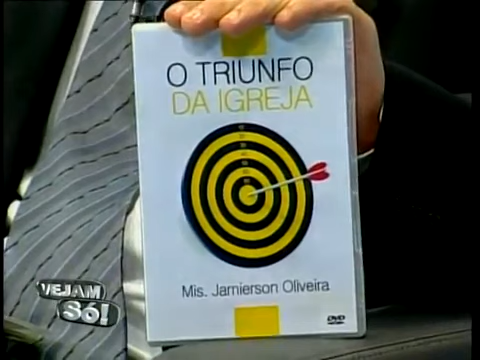 O TRIUNFO
DA IGREJA
Mis. Jamierson Oliveira
DVD
VEJAM
Só!